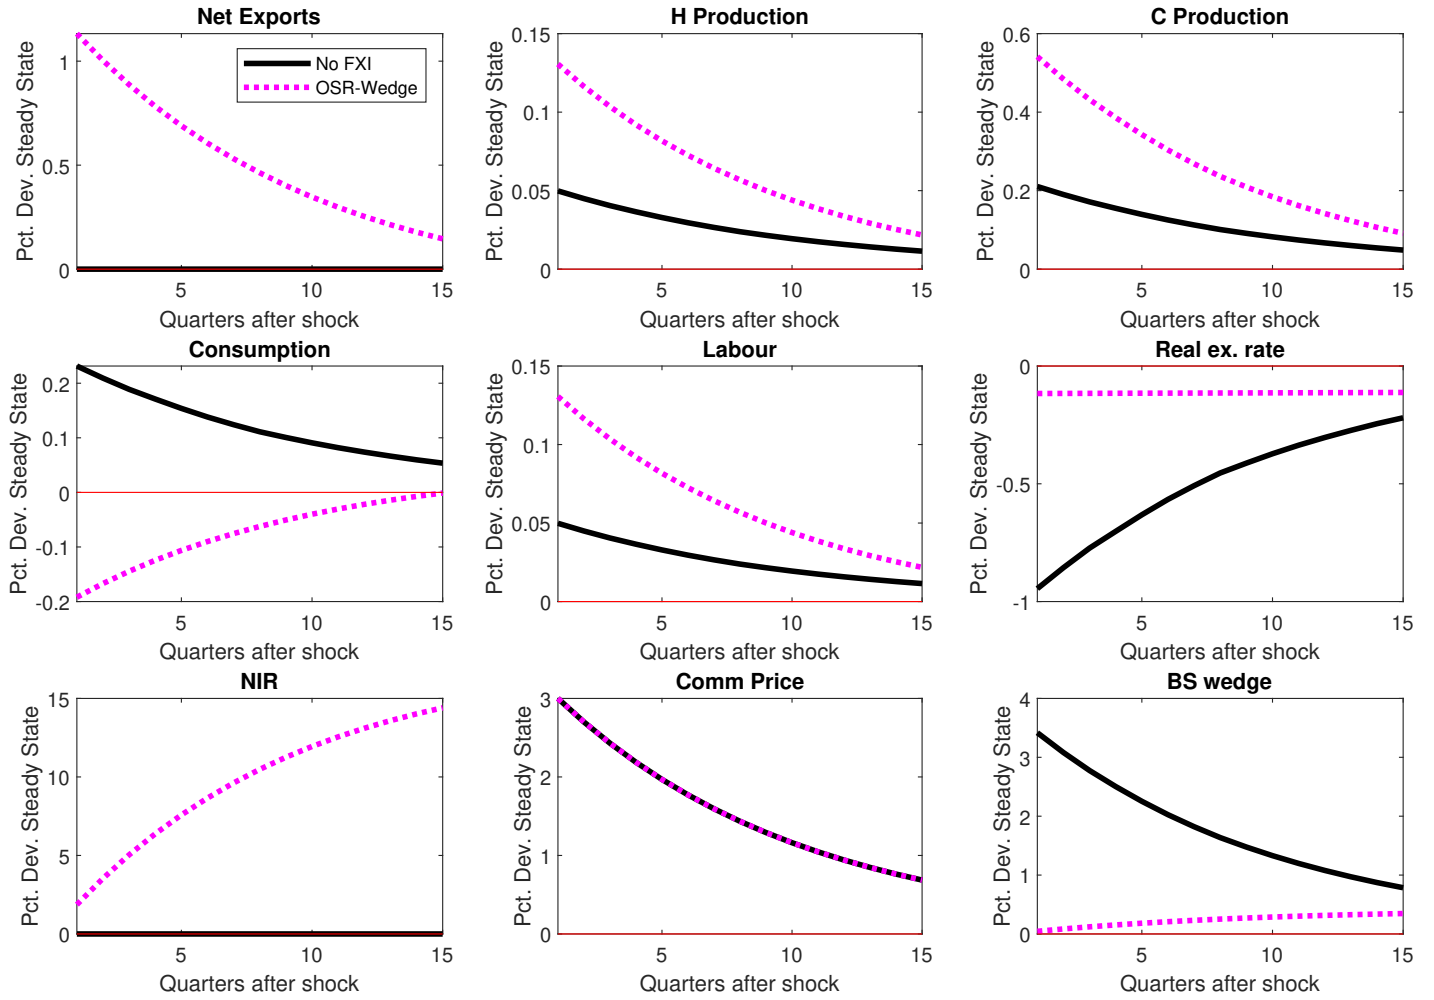 Net Exports
Pct. Dev. Steady State
1
0.5
0
5
10
15
Quarters after shock
No FXI
OSR-Wedge
H Production
Pct. Dev. Steady State
0.15
0.1
0.05
0
5
10
15
Quarters after shock
C Production
Pct. Dev. Steady State
0.6
0.4
0.2
0
5
10
15
Quarters after shock
Consumption
Pct. Dev. Steady State
0.2
0.1
0
-0.1
-0.2
5
10
15
Quarters after shock
Labour
Pct. Dev. Steady State
0.15
0.1
0.05
0
5
10
15
Quarters after shock
Real ex. rate
Pct. Dev. Steady State
0
-0.5
-1
5
10
15
Quarters after shock
NIR
Pct. Dev. Steady State
15
10
5
0
5
10
15
Quarters after shock
Comm Price
Pct. Dev. Steady State
3
2
1
0
5
10
15
Quarters after shock
BS wedge
Pct. Dev. Steady State
4
3
2
1
0
5
10
15
Quarters after shock